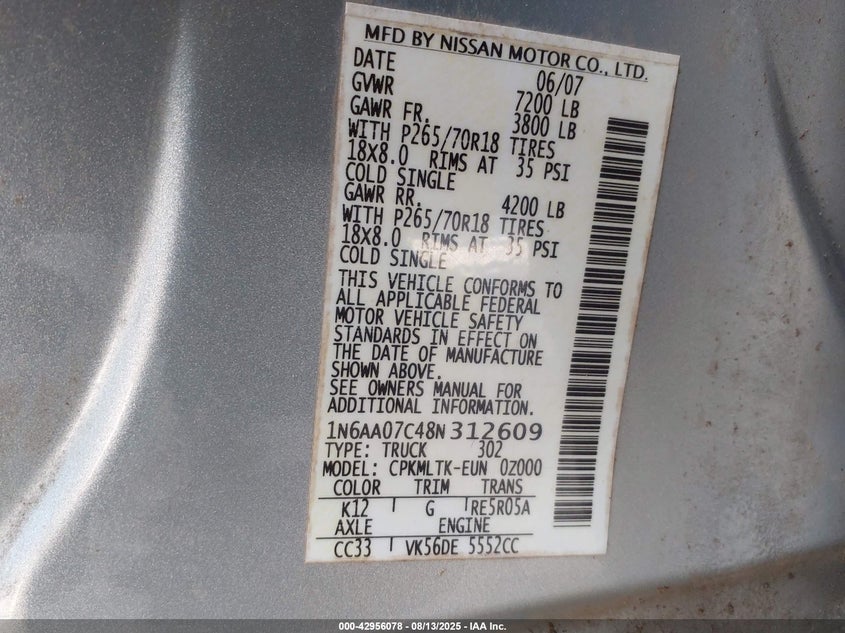 MFD BY NISSAN MOTOR CO., LTD.
DATE 06/07
GVWR 7200 LB
GAWR FR. 3800 LB
WITH P265/70R18 TIRES
18X8.0 RIMS AT 35 PSI
COLD SINGLE
GAWR RR. 4200 LB
WITH P265/70R18 TIRES
18X8.0 RIMS AT 35 PSI
COLD SINGLE
THIS VEHICLE CONFORMS TO
ALL APPLICABLE FEDERAL
MOTOR VEHICLE SAFETY
STANDARDS IN EFFECT ON
THE DATE OF MANUFACTURE
SHOWN ABOVE.
SEE OWNERS MANUAL FOR
ADDITIONAL INFORMATION.
1N6AA07C48N312609
TYPE: TRUCK 302
MODEL: CPKMLTK-EUN 0Z000
COLOR TRIM TRANS
K12 G RE5R05A
AXLE ENGINE
CC33 VK56DE 5552CC
000-42956078 - 08/13/2025 - IAA Inc.